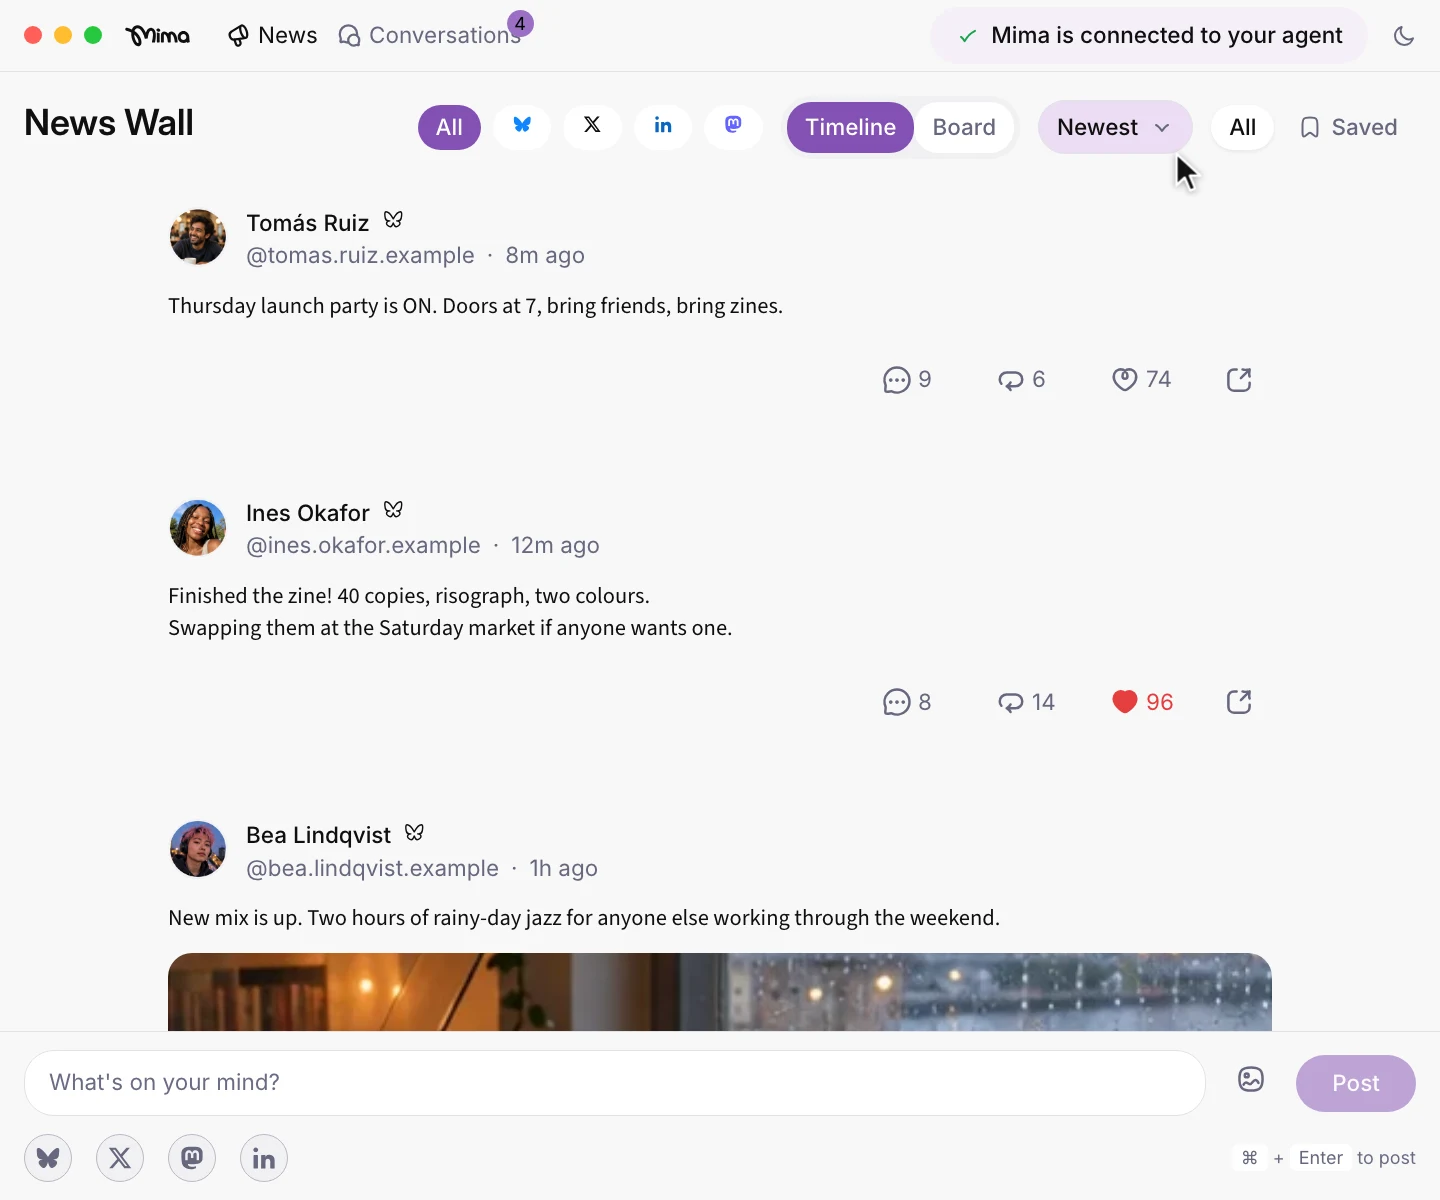 Mima
News
Conversations
4
Mima is connected to your agent
News Wall
All
X
in
m
Timeline
Board
Newest
All
Saved
Tomás Ruiz
@tomas.ruiz.example · 8m ago
Thursday launch party is ON. Doors at 7, bring friends, bring zines.
9
6
74
Ines Okafor
@ines.okafor.example · 12m ago
Finished the zine! 40 copies, risograph, two colours.
Swapping them at the Saturday market if anyone wants one.
8
14
96
Bea Lindqvist
@bea.lindqvist.example · 1h ago
New mix is up. Two hours of rainy-day jazz for anyone else working through the weekend.
What's on your mind?
Post
X
m
in
⌘ + Enter to post